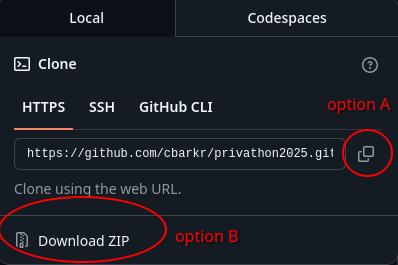 Local
Codespaces
Clone
HTTPS
SSH
GitHub CLI
option A
https://github.com/cbarkr/privathon2025.git
Clone using the web URL.
Download ZIP
option B